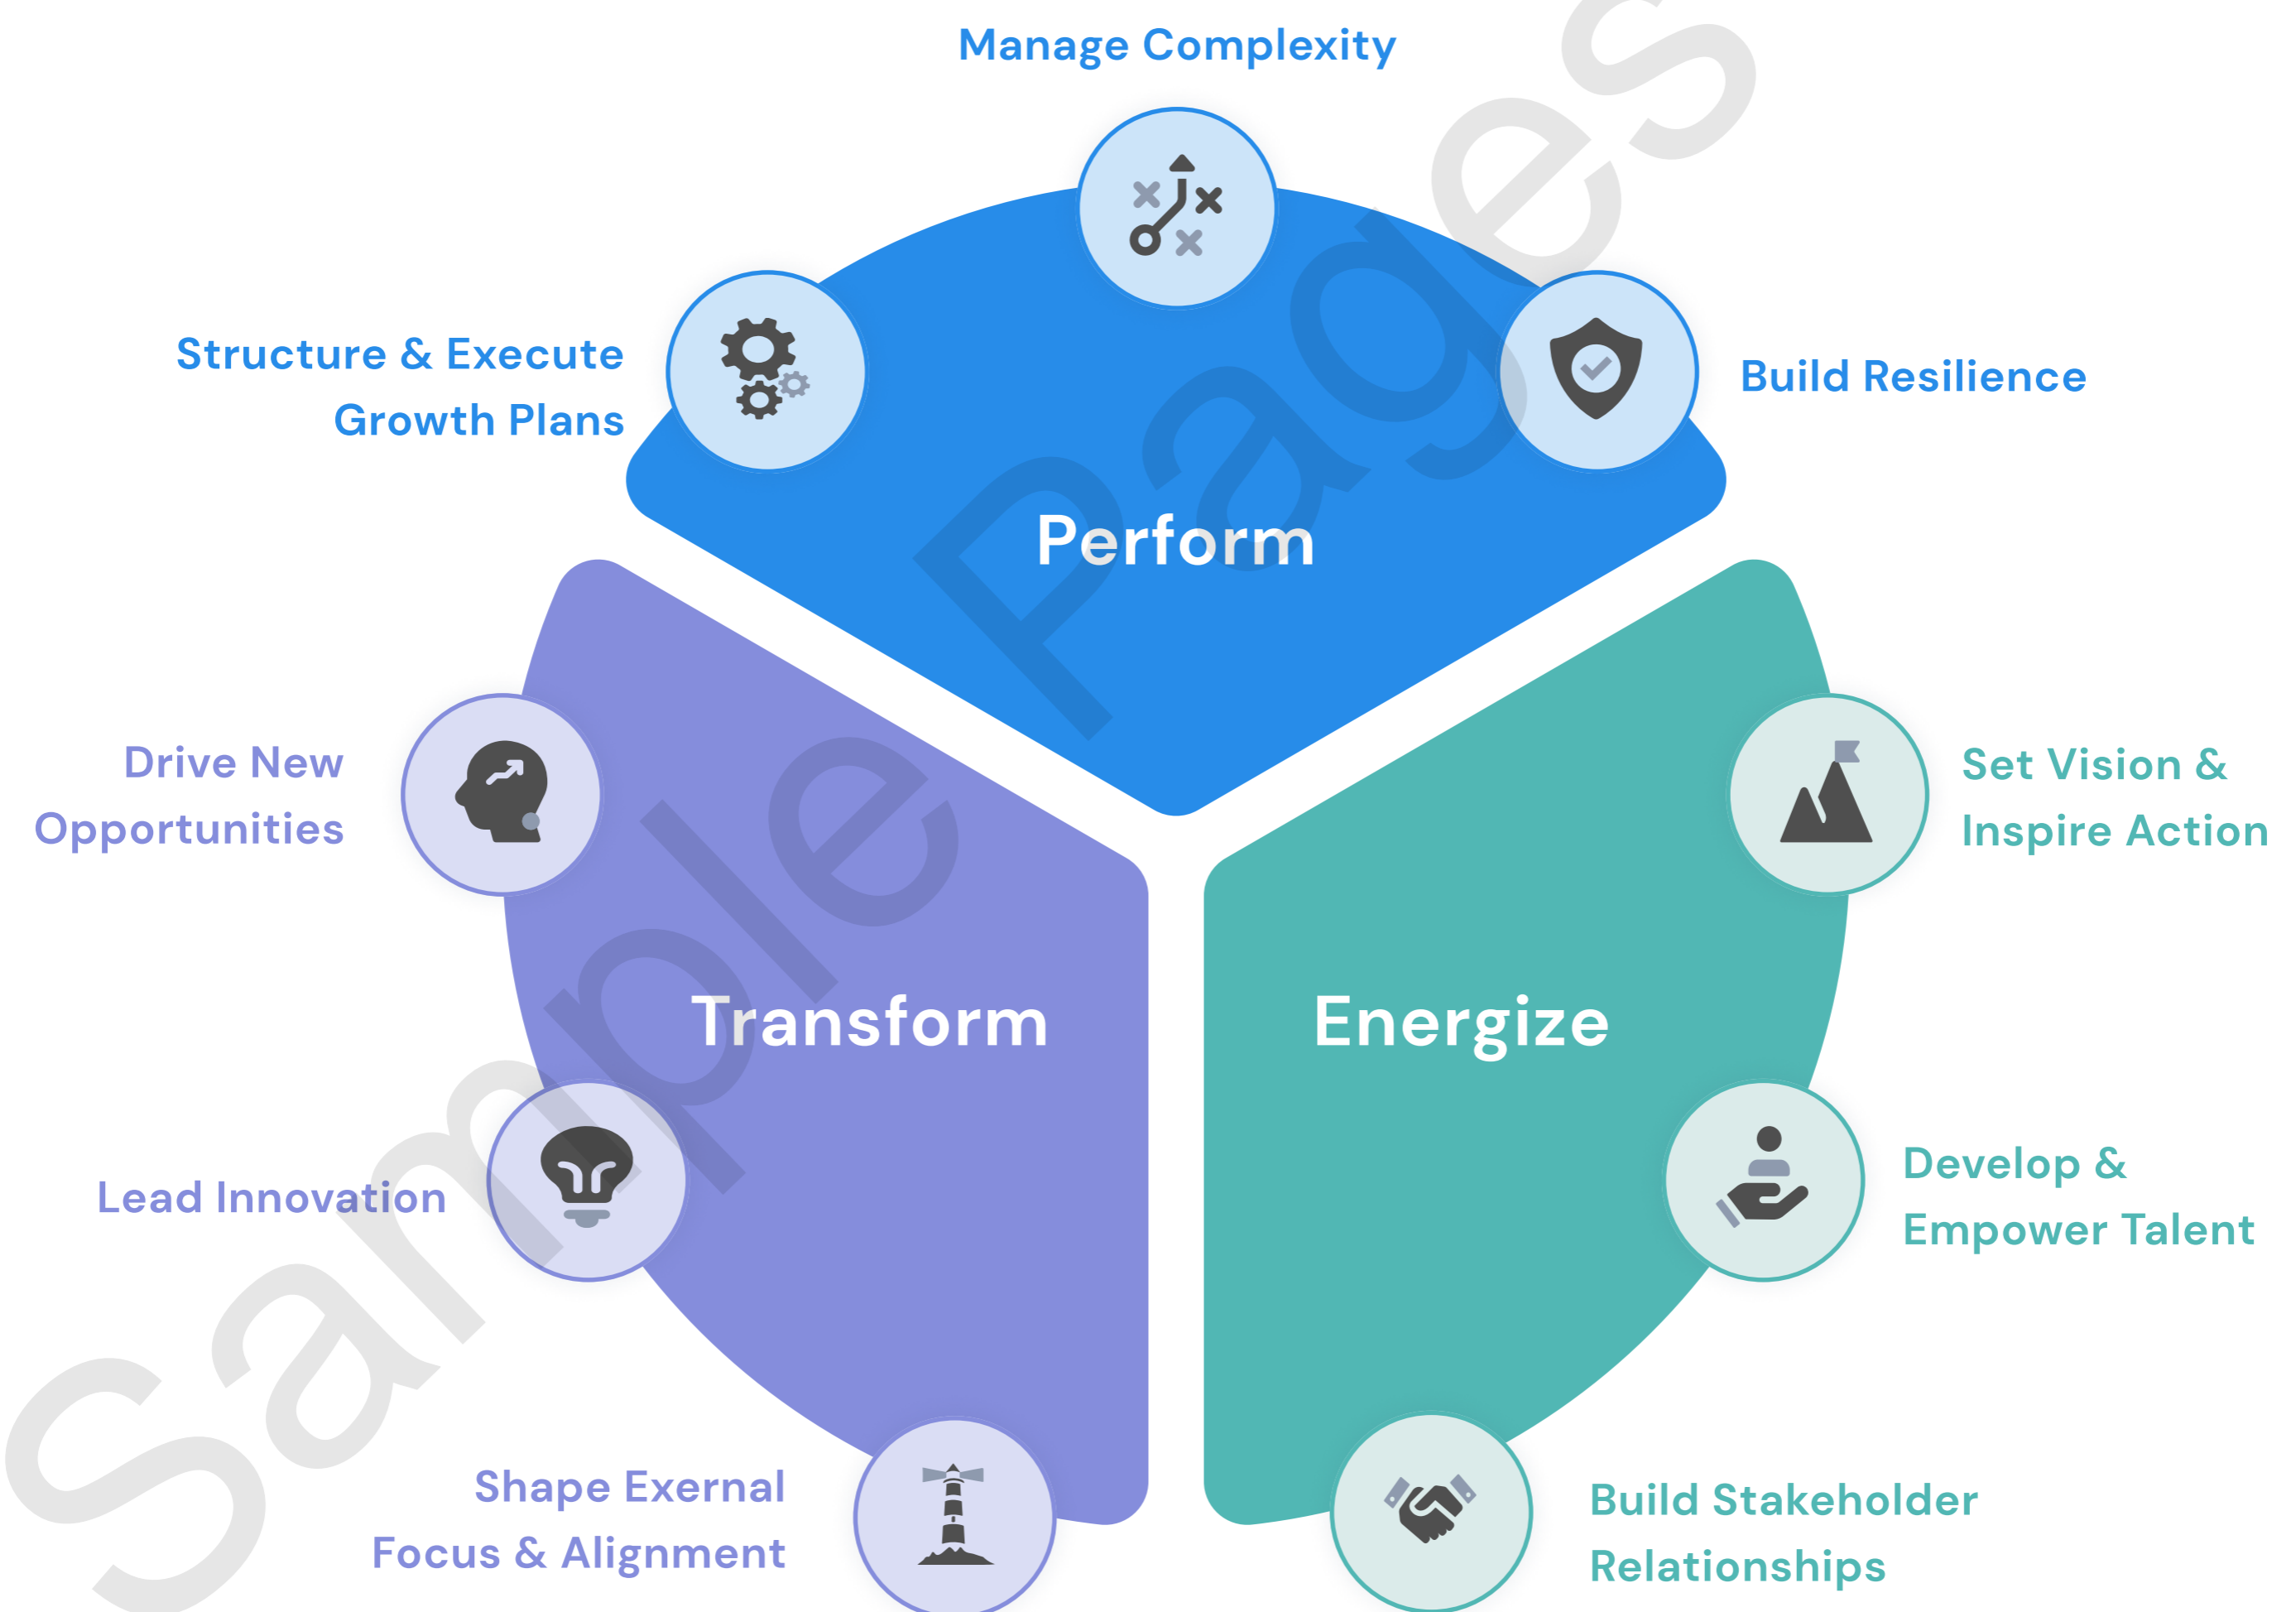 Manage Complexity
Structure & Execute
Growth Plans
Build Resilience
Perform
Drive New
Opportunities
Set Vision &
Inspire Action
Transform
Energize
Lead Innovation
Develop &
Empower Talent
Shape Exernal
Focus & Alignment
Build Stakeholder
Relationships
Sample Pages